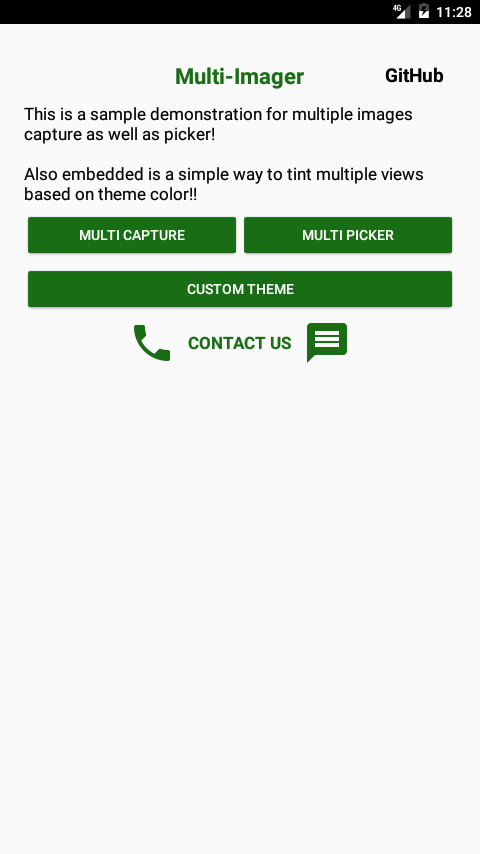 4G 11:28
Multi-Imager GitHub
This is a sample demonstration for multiple images
capture as well as picker!
Also embedded is a simple way to tint multiple views
based on theme color!!
MULTI CAPTURE MULTI PICKER
CUSTOM THEME
CONTACT US